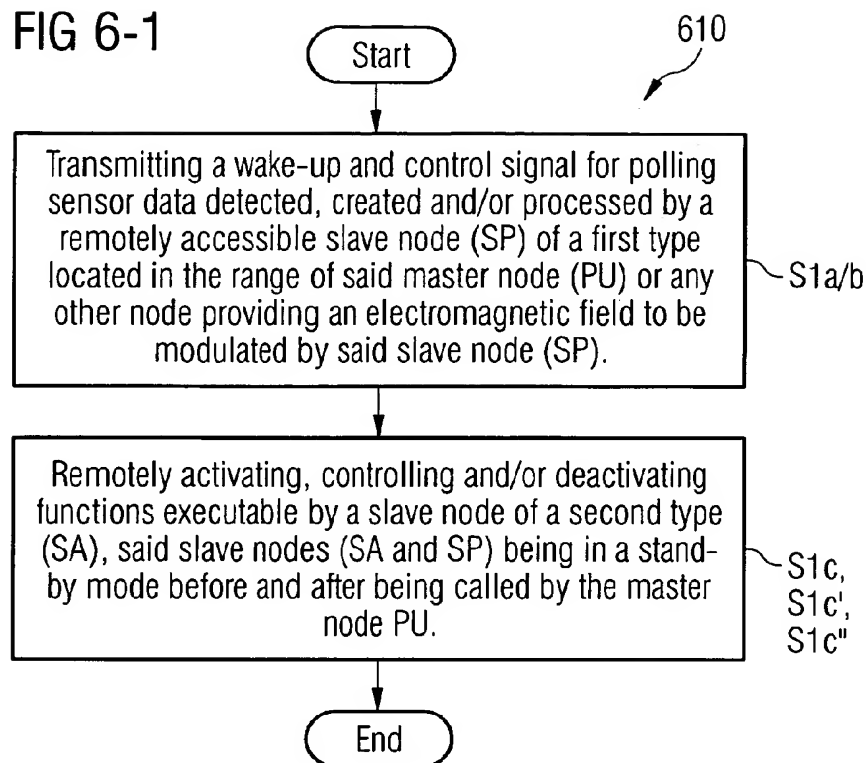 FIG 6-1
610
Start
Transmitting a wake-up and control signal for polling
sensor data detected, created and/or processed by a
remotely accessible slave node (SP) of a first type
located in the range of said master node (PU) or any
other node providing an electromagnetic field to be
modulated by said slave node (SP).
S1a/b
Remotely activating, controlling and/or deactivating
functions executable by a slave node of a second type
(SA), said slave nodes (SA and SP) being in a stand-
by mode before and after being called by the master
node PU.
S1c,
S1c',
S1c"
End